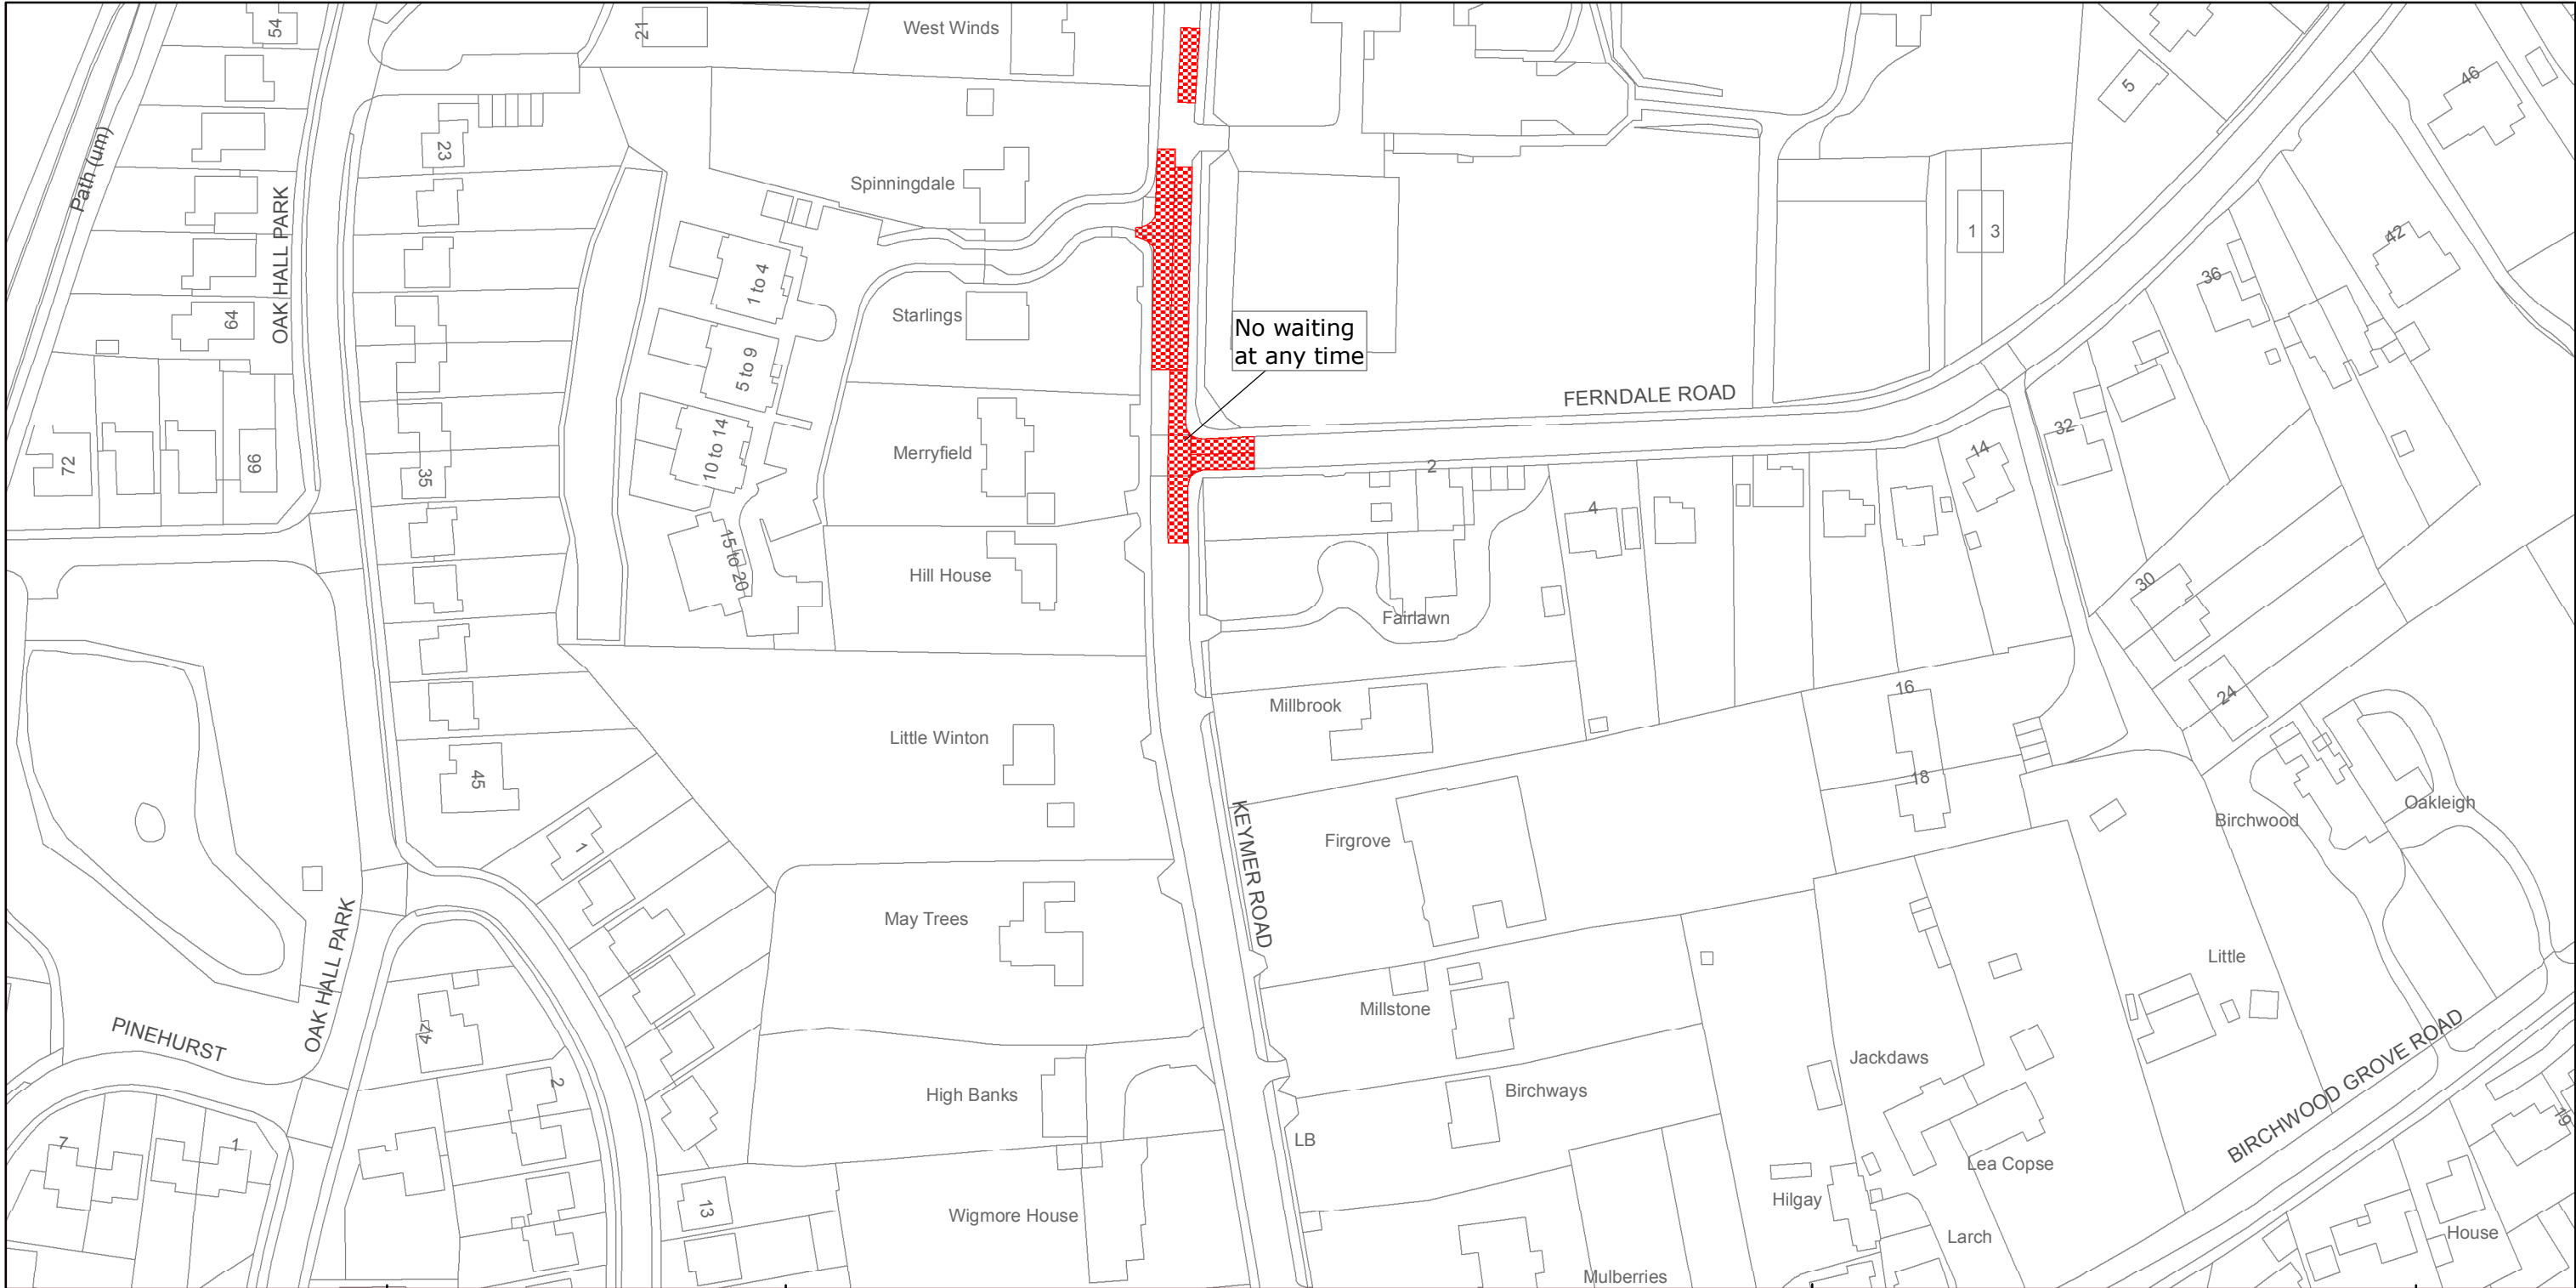 54
21
West Winds
5
46
Path (um)
23
OAK HALL PARK
Spinningdale
1 3
42
36
1 to 4
64
Starlings
No waiting
at any time
5 to 9
FERNDALE ROAD
72
66
35
10 to 14
Merryfield
2
14
32
4
15 to 20
Hill House
Fairlawn
30
Millbrook
16
24
Little Winton
45
18
Oakleigh
Birchwood
1
KEYMER ROAD
Firgrove
May Trees
OAK HALL PARK
Little
Millstone
PINEHURST
47
Jackdaws
BIRCHWOOD GROVE ROAD
2
High Banks
Birchways
7
1
LB
19
Lea Copse
13
Hilgay
Wigmore House
Larch
House
Mulberries